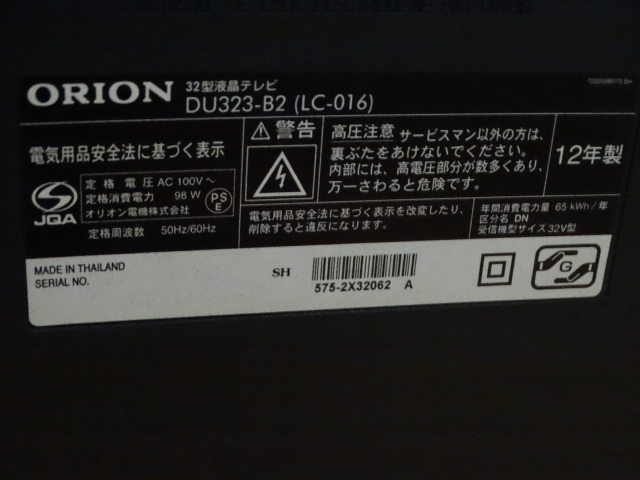 ORION
32型液晶テレビ
DU323-B2 (LC-016)
電気用品安全法に基づく表示
JQA
定格電圧 AC 100V～
定格消費電力 98 W
オリオン電機株式会社
PS
E
定格周波数 50Hz/60Hz
警告
高圧注意 サービスマン以外の方は、
裏ぶたをあけないでください。
内部には、高電圧部分が数多くあり、
万一さわると危険です。
電気用品安全法に基づく表示を改変したり、
削除すると違反になります。
12年製
年間消費電力量 65 kWh/年
区分名 DN
受信機型サイズ 32V型
MADE IN THAILAND
SERIAL NO.
SH
575-2X32062 A
G